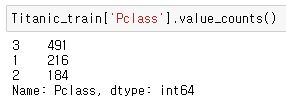 Titanic_train['Pclass'].value_counts()
3    491
1    216
2    184
Name: Pclass, dtype: int64